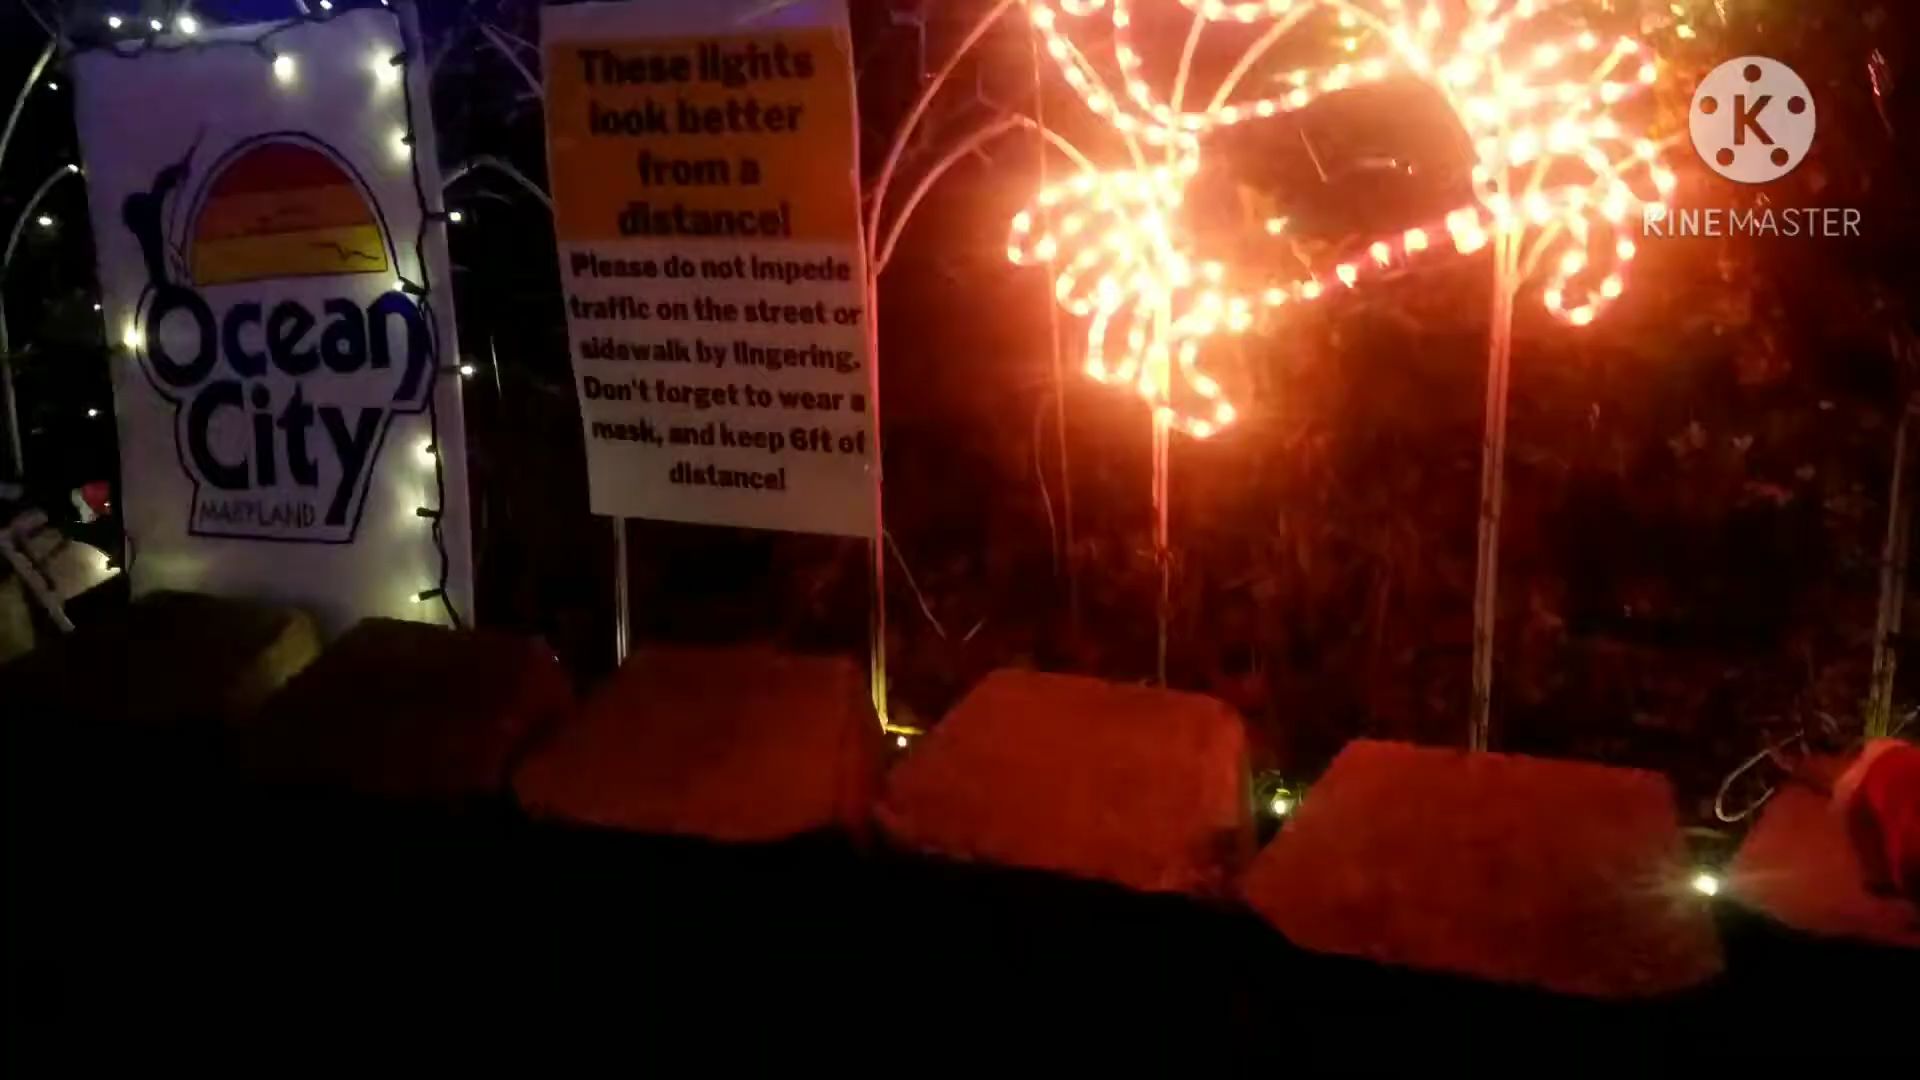 Ocean
City
MARYLAND
These lights
look better
from a
distance!
Please do not impede
traffic on the street or
sidewalk by lingering.
Don't forget to wear a
mask, and keep 6ft of
distance!
K
KINEMASTER